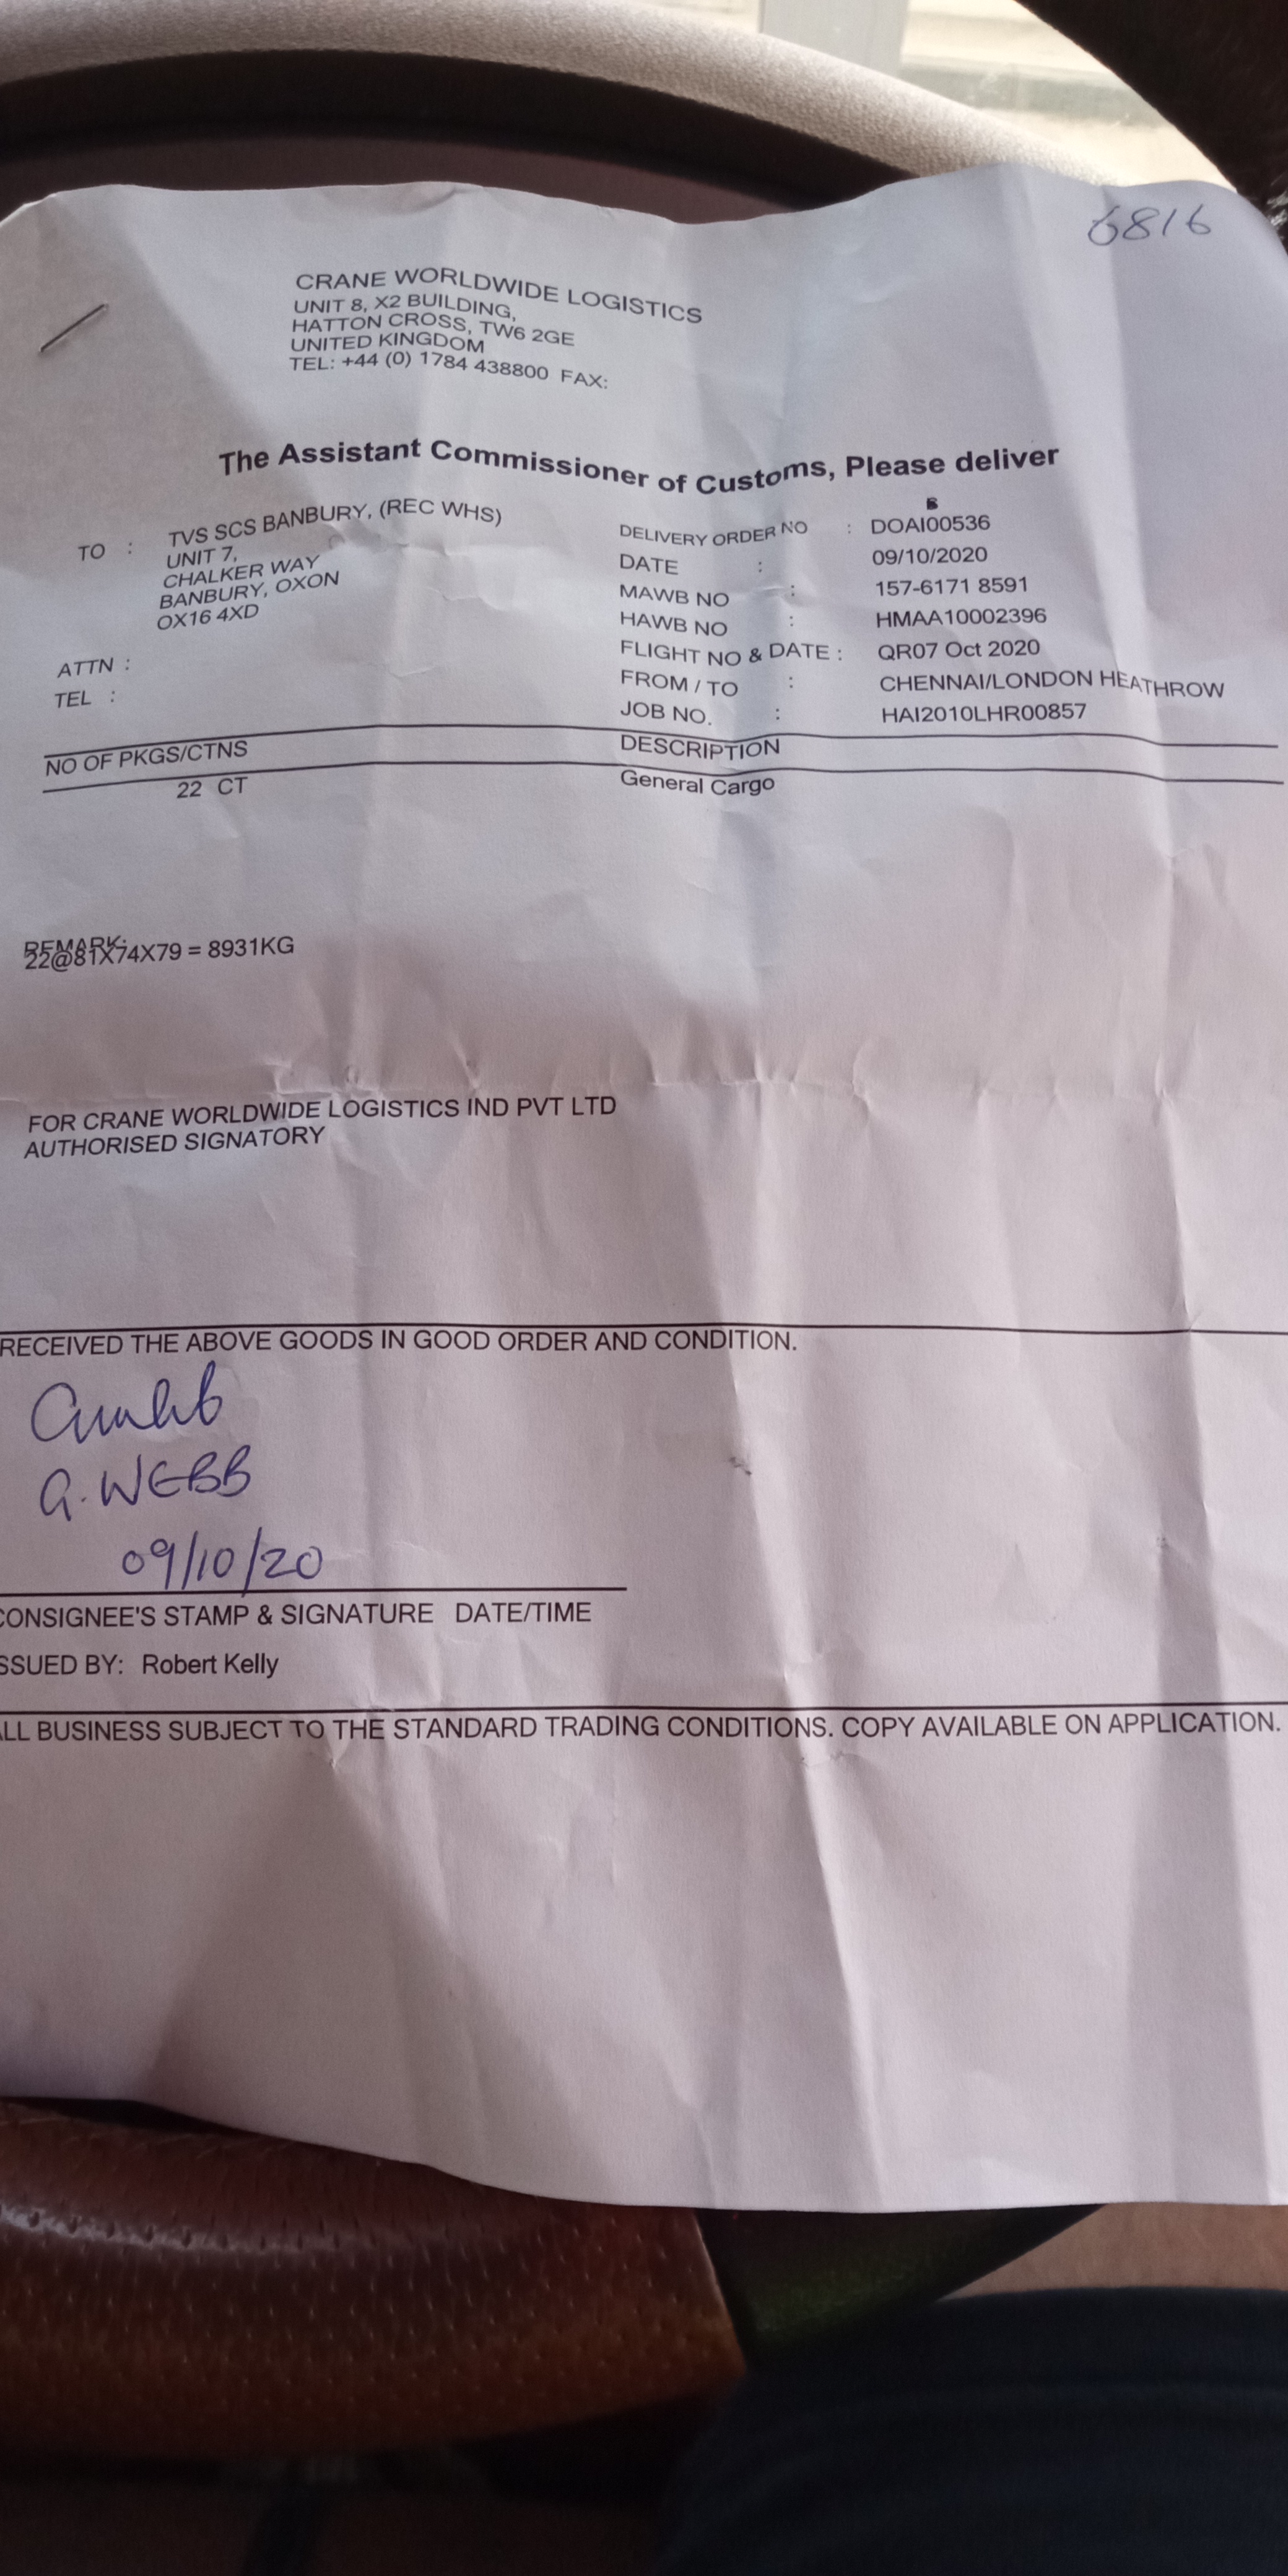 6816
CRANE WORLDWIDE LOGISTICS
UNIT 8, X2 BUILDING,
HATTON CROSS, TW6 2GE
UNITED KINGDOM
TEL: +44 (0) 1784 438800 FAX:
The Assistant Commissioner of Customs, Please deliver
TO : TVS SCS BANBURY, (REC WHS)
UNIT 7,
CHALKER WAY
BANBURY, OXON
OX16 4XD
ATTN :
TEL :
DELIVERY ORDER NO : DOAI00536
DATE : 09/10/2020
MAWB NO : 157-6171 8591
HAWB NO : HMAA10002396
FLIGHT NO & DATE : QR07 Oct 2020
FROM / TO : CHENNAI/LONDON HEATHROW
JOB NO. : HAI2010LHR00857
NO OF PKGS/CTNS DESCRIPTION
22 CT General Cargo
REMARK:
22@81X74X79 = 8931KG
FOR CRANE WORLDWIDE LOGISTICS IND PVT LTD
AUTHORISED SIGNATORY
RECEIVED THE ABOVE GOODS IN GOOD ORDER AND CONDITION.
G. WEBB
09/10/20
CONSIGNEE'S STAMP & SIGNATURE DATE/TIME
SSUED BY: Robert Kelly
LL BUSINESS SUBJECT TO THE STANDARD TRADING CONDITIONS. COPY AVAILABLE ON APPLICATION.